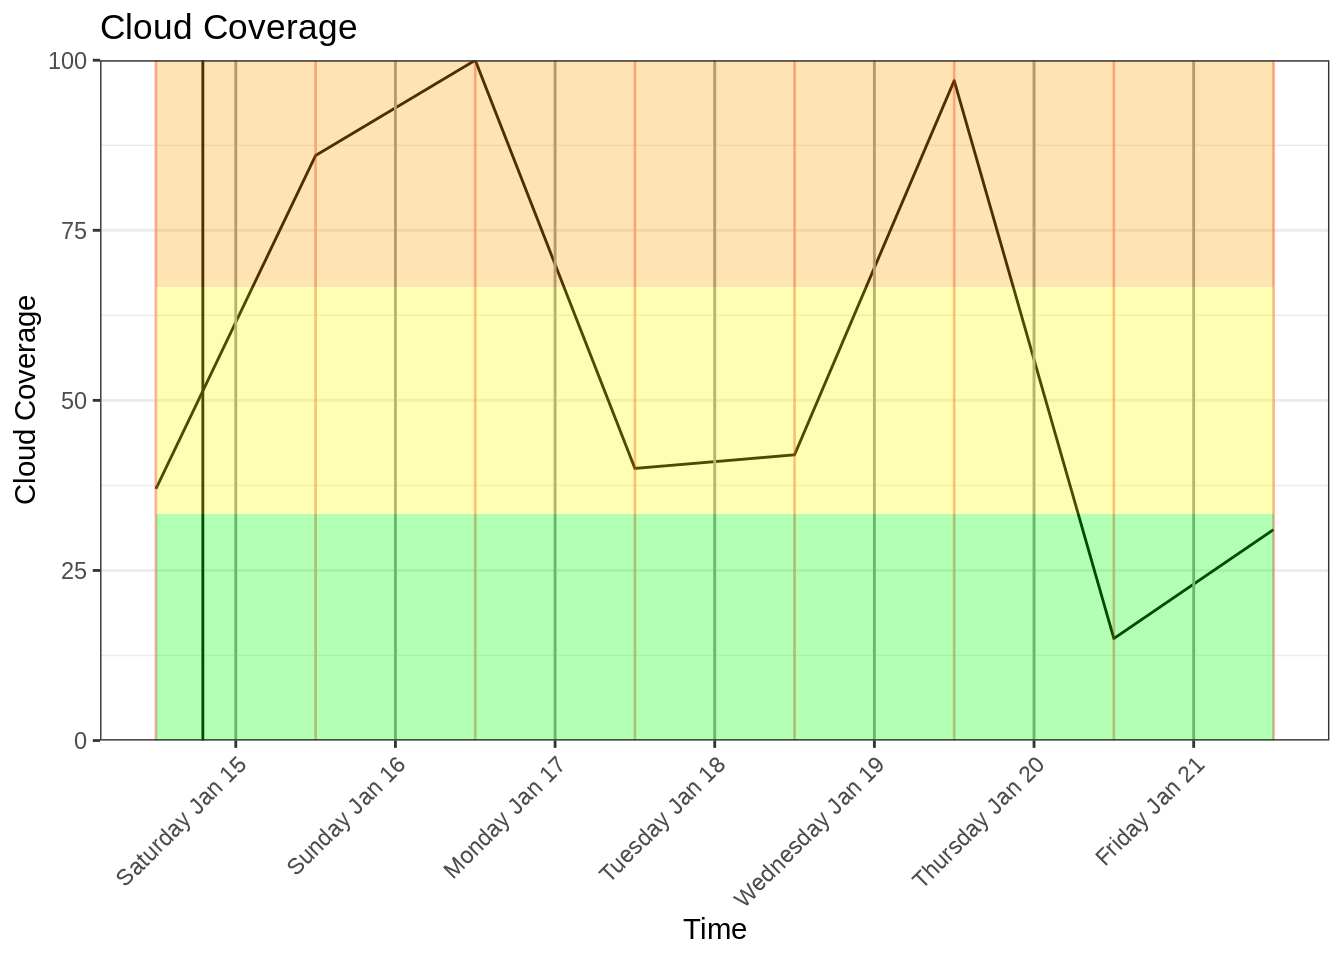 Cloud Coverage
100
75
50
25
0
Cloud Coverage
Saturday Jan 15
Sunday Jan 16
Monday Jan 17
Tuesday Jan 18
Wednesday Jan 19
Thursday Jan 20
Friday Jan 21
Time